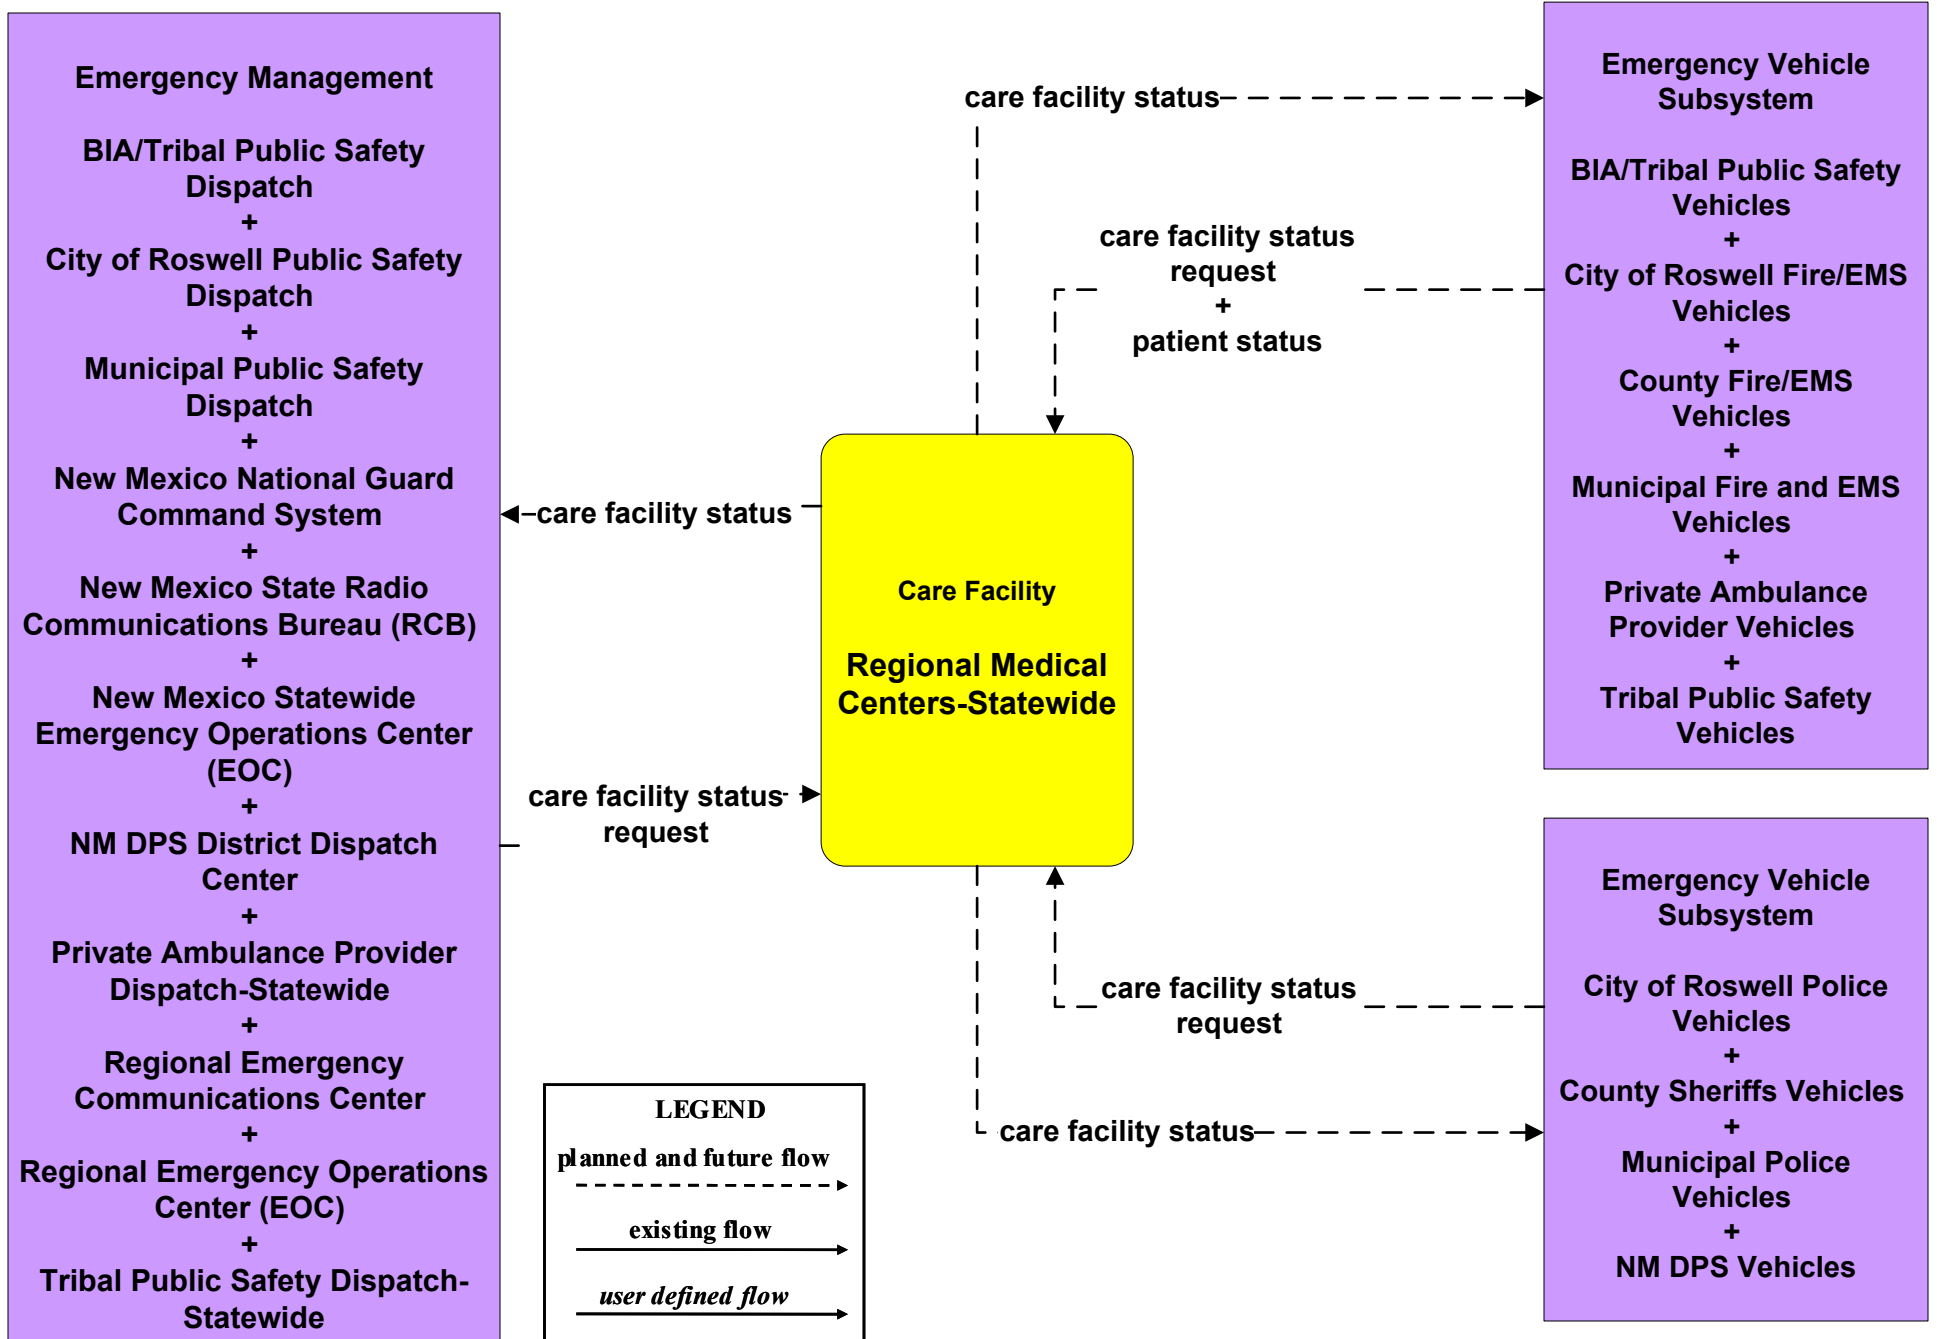 Emergency Management
BIA/Tribal Public Safety
Dispatch
+
City of Roswell Public Safety
Dispatch
+
Municipal Public Safety
Dispatch
+
New Mexico National Guard
Command System
+
New Mexico State Radio
Communications Bureau (RCB)
+
New Mexico Statewide
Emergency Operations Center
(EOC)
+
NM DPS District Dispatch
Center
+
Private Ambulance Provider
Dispatch-Statewide
+
Regional Emergency
Communications Center
+
Regional Emergency Operations
Center (EOC)
+
Tribal Public Safety Dispatch-
Statewide
care facility status
care facility status
request
+
patient status
care facility status
Care Facility
Regional Medical
Centers-Statewide
care facility status
request
care facility status
request
care facility status
LEGEND
planned and future flow
existing flow
user defined flow
Emergency Vehicle
Subsystem
BIA/Tribal Public Safety
Vehicles
+
City of Roswell Fire/EMS
Vehicles
+
County Fire/EMS
Vehicles
+
Municipal Fire and EMS
Vehicles
+
Private Ambulance
Provider Vehicles
+
Tribal Public Safety
Vehicles
Emergency Vehicle
Subsystem
City of Roswell Police
Vehicles
+
County Sheriffs Vehicles
+
Municipal Police
Vehicles
+
NM DPS Vehicles